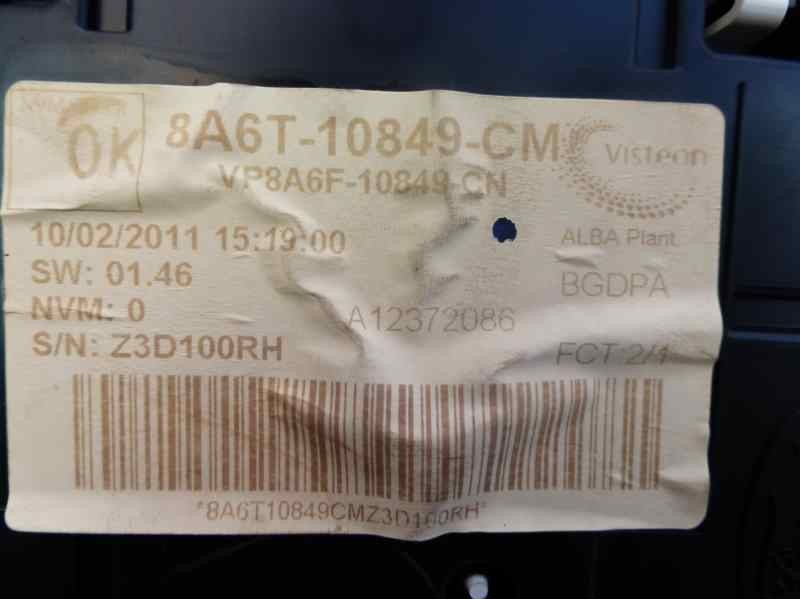 OK
8A6T-10849-CM
Visteon
VP8A6F-10849-CN
10/02/2011 15:19:00
ALBA Plant
SW: 01.46
BGDPA
NVM: 0
A12372086
S/N: Z3D100RH
FCT:2/1
*8A6T10849CMZ3D100RH*